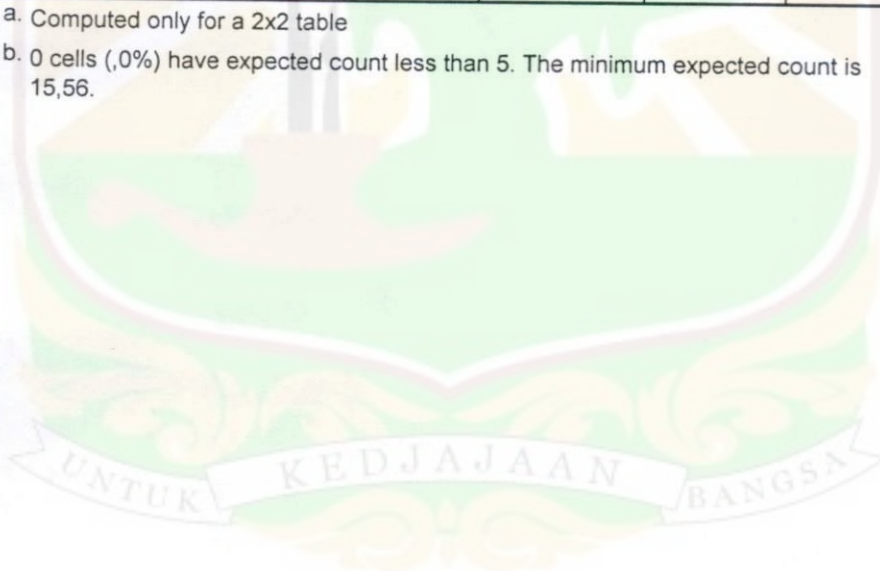 a. Computed only for a 2x2 table
b. 0 cells (,0%) have expected count less than 5. The minimum expected count is
15,56.
UNTUK KEDJAJAAN BANGSA